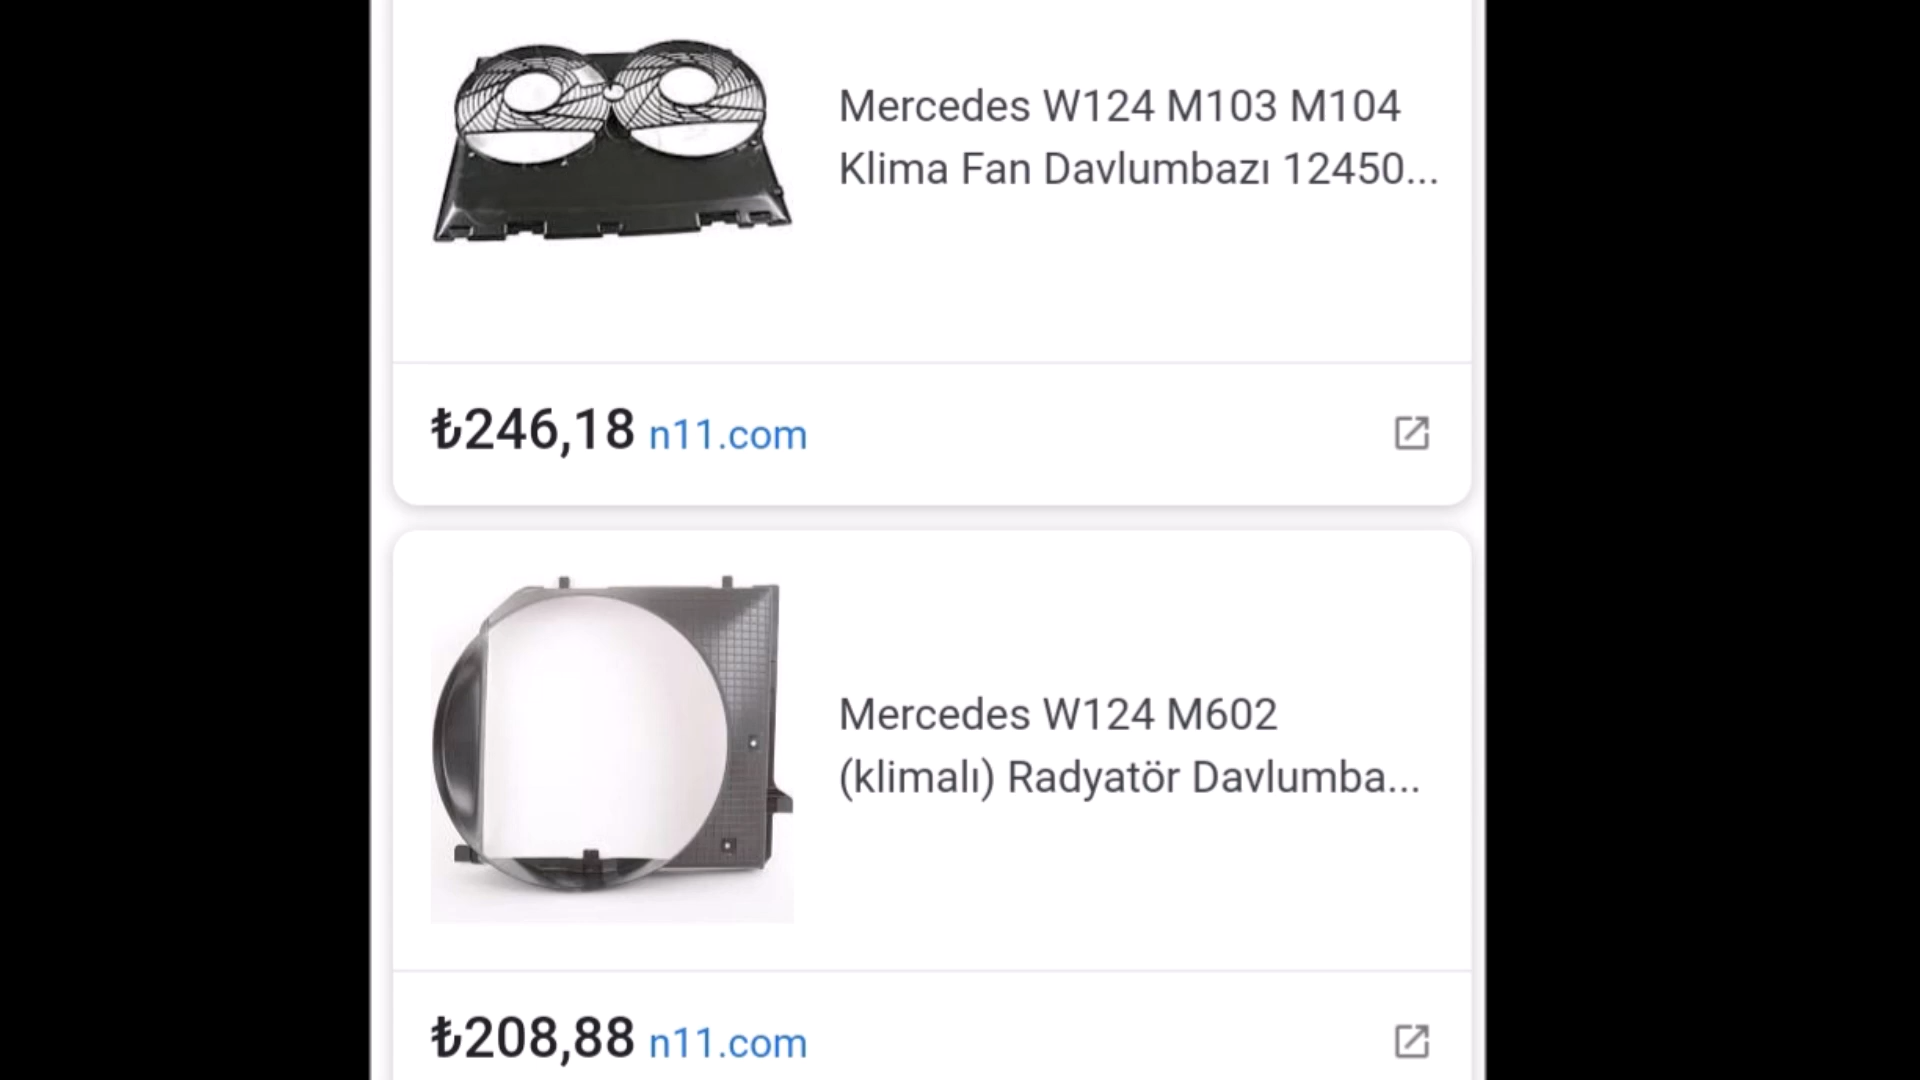 Mercedes W124 M103 M104
Klima Fan Davlumbazı 12450...
₺246,18 n11.com
Mercedes W124 M602
(klimalı) Radyatör Davlumba...
₺208,88 n11.com